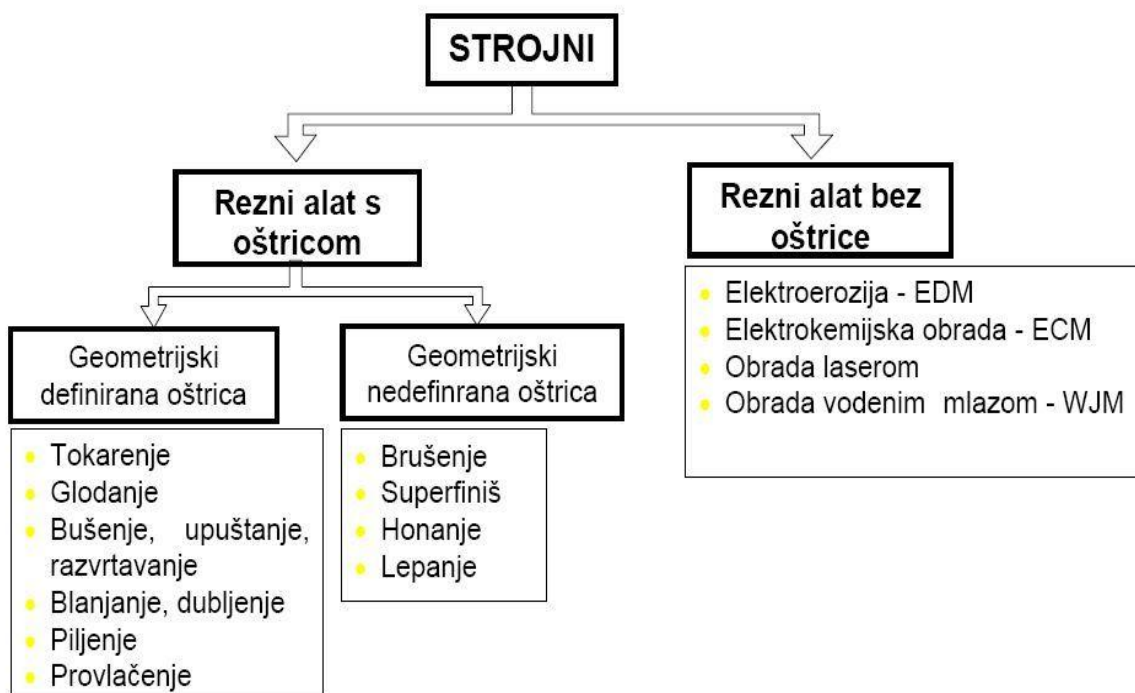 STROJNI
Rezni alat s
oštricom
Rezni alat bez
oštrice
Geometrijski
definirana oštrica
Geometrijski
nedefinrana oštrica
Tokarenje
Glodanje
Bušenje, upuštanje,
razvrtavanje
Blanjanje, dubljenje
Piljenje
Provlačenje
Brušenje
Superfiniš
Honanje
Lepanje
Elektroerozija - EDM
Elektrokemijska obrada - ECM
Obrada laserom
Obrada vodenim mlazom - WJM